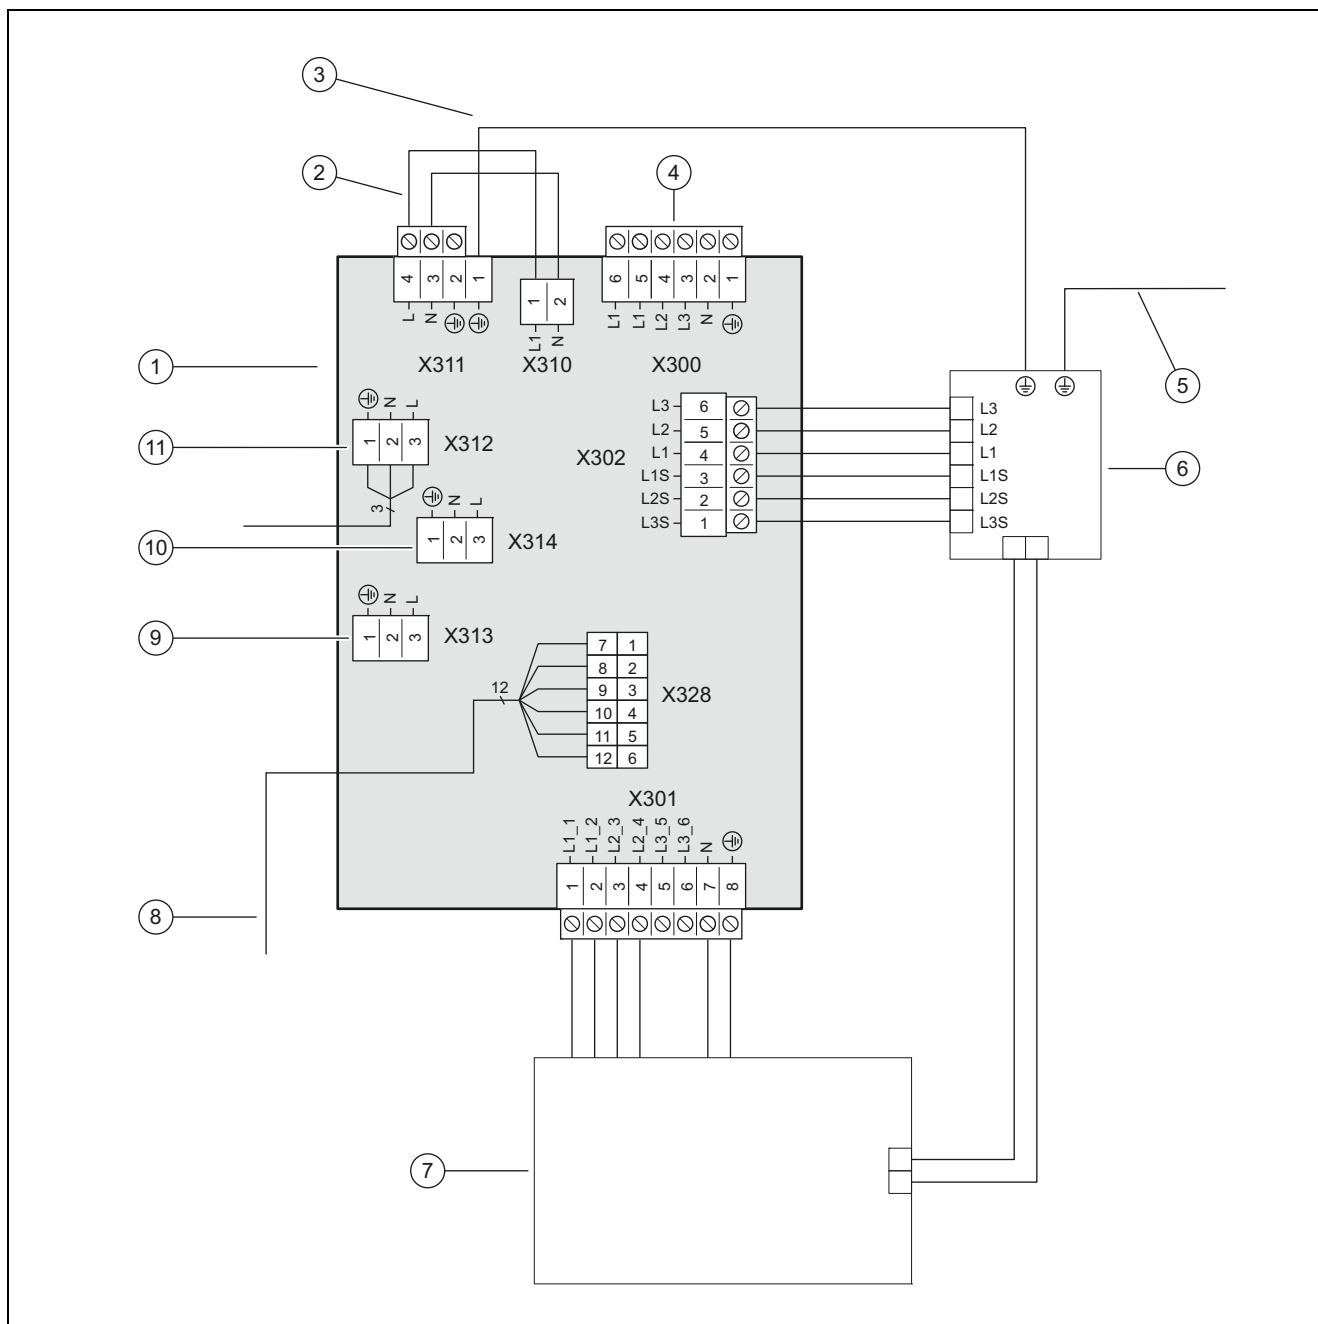 3
2
4
4 3 2 1
L N
X311
1 2
L1 N
X310
6 5 4 3 2 1
L1 L1 L2 L3 N
X300
1
5
N L
1 2 3
X312
11
3
L3 6
L2 5
L1 4
L1S 3
L2S 2
L3S 1
X302
L3
L2
L1
L1S
L2S
L3S
6
N L
1 2 3
X314
10
N L
1 2 3
X313
9
12
7 1
8 2
9 3
10 4
11 5
12 6
X328
X301
L1_1 L1_2 L2_3 L2_4 L3_5 L3_6 N
1 2 3 4 5 6 7 8
8
7